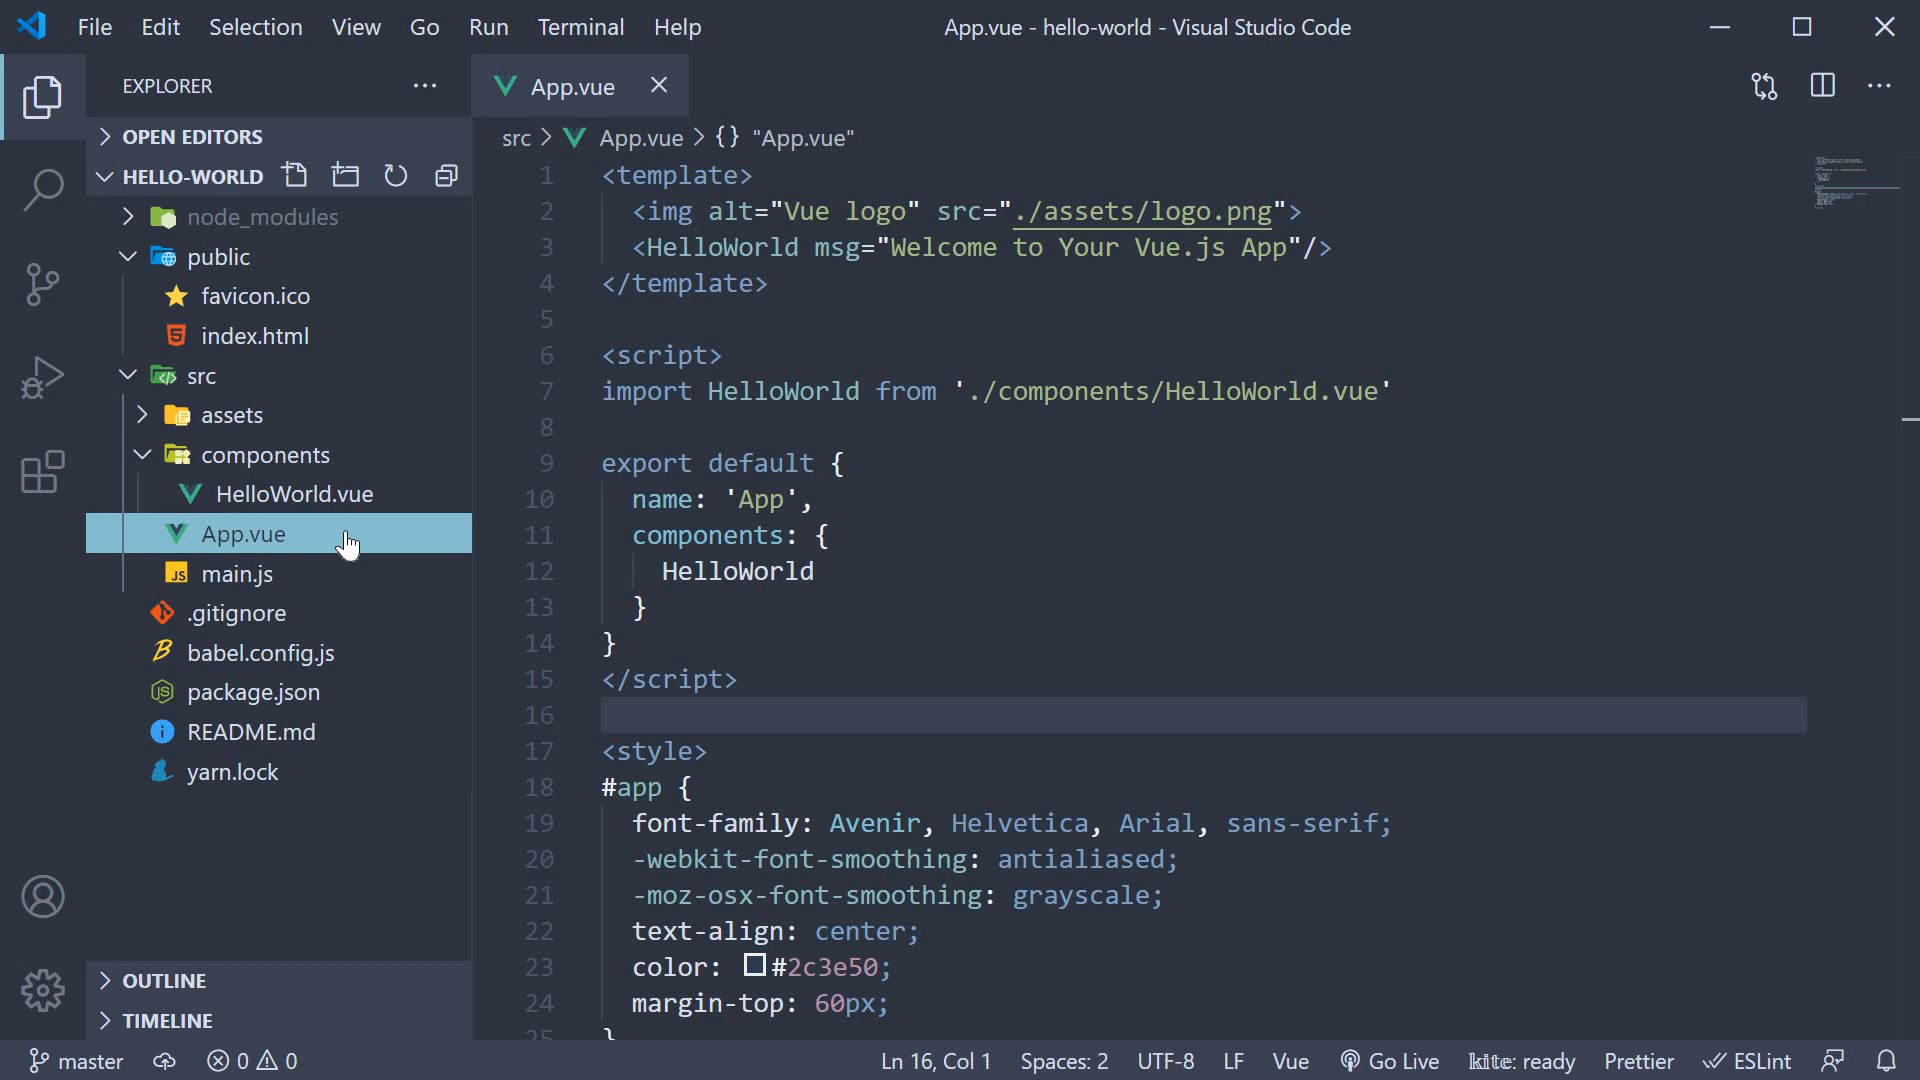 File Edit Selection View Go Run Terminal Help
App.vue - hello-world - Visual Studio Code
EXPLORER
OPEN EDITORS
HELLO-WORLD
node_modules
public
favicon.ico
index.html
src
assets
components
HelloWorld.vue
App.vue
main.js
.gitignore
babel.config.js
package.json
README.md
yarn.lock
OUTLINE
TIMELINE
App.vue
src > App.vue > {} "App.vue"
1 <template>
2 <img alt="Vue logo" src="./assets/logo.png">
3 <HelloWorld msg="Welcome to Your Vue.js App"/>
4 </template>
5
6 <script>
7 import HelloWorld from './components/HelloWorld.vue'
8
9 export default {
10 name: 'App',
11 components: {
12 HelloWorld
13 }
14 }
15 </script>
16
17 <style>
18 #app {
19 font-family: Avenir, Helvetica, Arial, sans-serif;
20 -webkit-font-smoothing: antialiased;
21 -moz-osx-font-smoothing: grayscale;
22 text-align: center;
23 color: #2c3e50;
24 margin-top: 60px;
25 }
master 0 0 Ln 16, Col 1 Spaces: 2 UTF-8 LF Vue Go Live kite: ready Prettier ESLint